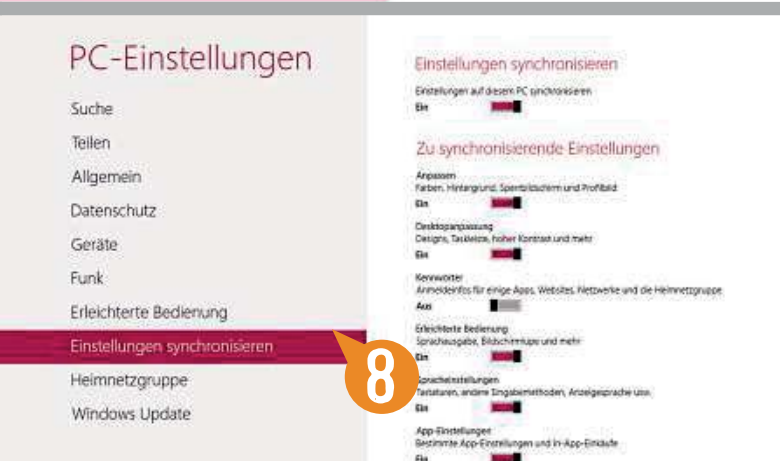 PC-Einstellungen
Suche
Teilen
Allgemein
Datenschutz
Geräte
Funk
Erleichterte Bedienung
Einstellungen synchronisieren
Heimnetzgruppe
Windows Update
8
Einstellungen synchronisieren
Einstellungen auf diesem PC synchronisieren
Ein
Zu synchronisierende Einstellungen
Anpassen
Farben, Hintergrund, Sperrbildschirm und Profilbild
Ein
Desktopanpassung
Designs, Taskleiste, hoher Kontrast und mehr
Ein
Kennwörter
Anmeldeinfos für einige Apps, Websites, Netzwerke und die Heimnetzgruppe
Aus
Erleichterte Bedienung
Sprachausgabe, Bildschirmlupe und mehr
Ein
Spracheinstellungen
Tastaturen, andere Eingabemethoden, Anzeigesprache usw.
Ein
App-Einstellungen
Bestimmte App-Einstellungen und In-App-Einkäufe
Ein